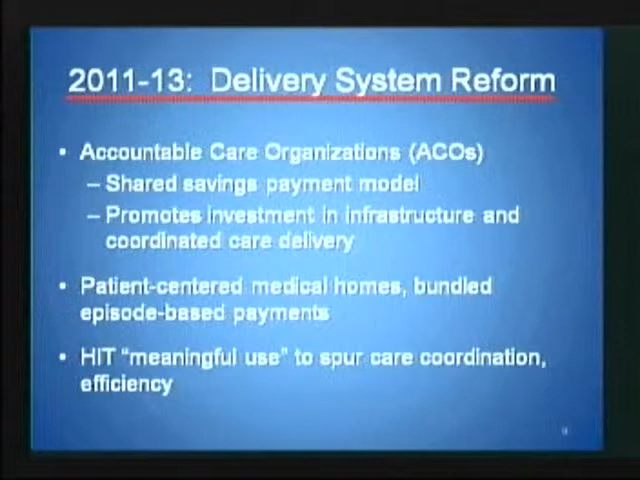 2011-13: Delivery System Reform
• Accountable Care Organizations (ACOs)
– Shared savings payment model
– Promotes investment in infrastructure and
coordinated care delivery
• Patient-centered medical homes, bundled
episode-based payments
• HIT “meaningful use” to spur care coordination,
efficiency